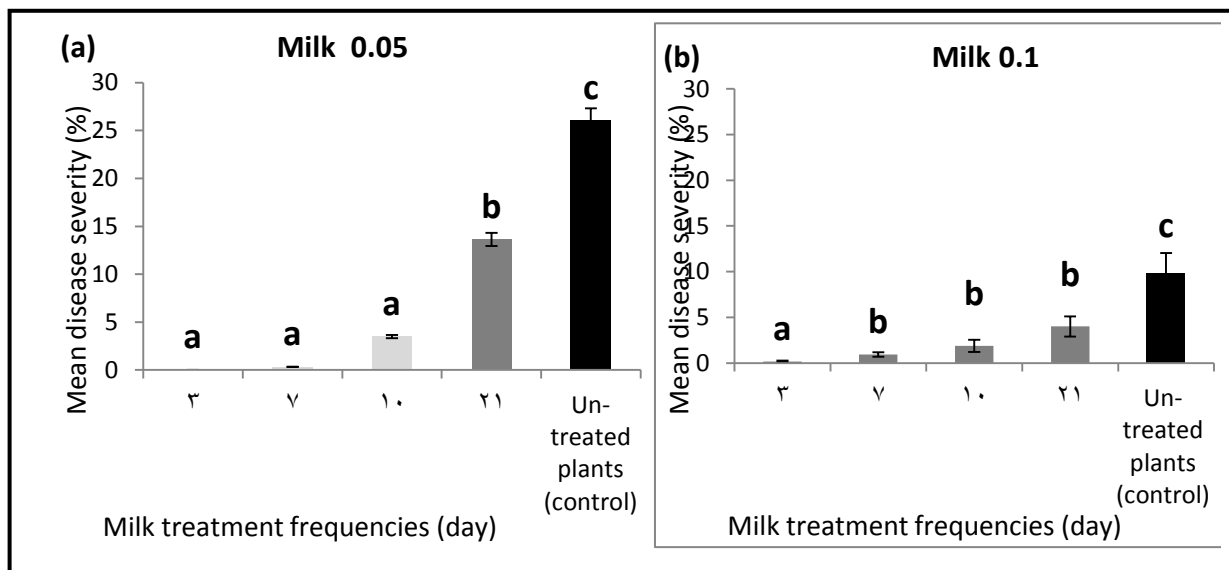 (a)
Milk 0.05
Mean disease severity (%)
30
25
20
15
10
5
0
a
a
a
b
c
٣
٧
١٠
٢١
Un-
treated
plants
(control)
Milk treatment frequencies (day)
(b)
Milk 0.1
Mean disease severity (%)
30
25
20
15
10
5
0
a
b
b
b
c
٣
٧
١٠
٢١
Un-
treated
plants
(control)
Milk treatment frequencies (day)